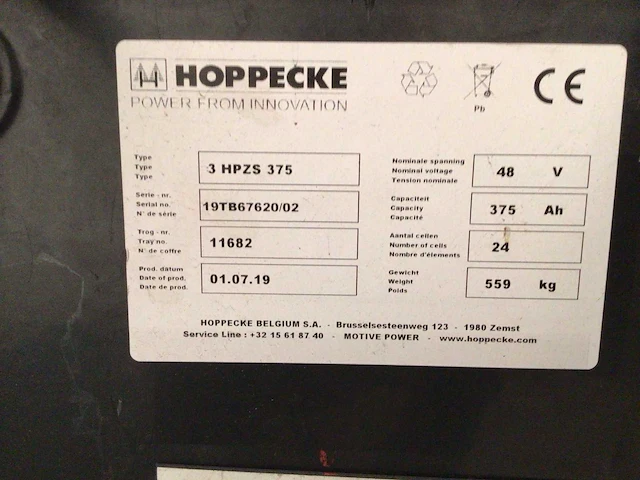 HOPPECKE
POWER FROM INNOVATION
Pb
CE
Type
Type
Type
3 HPZS 375
Serie - nr.
Serial no.
N° de série
19TB67620/02
Trog - nr.
Tray no.
N° de coffre
11682
Prod. datum
Date of prod.
Date de prod.
01.07.19
Nominale spanning
Nominal voltage
Tension nominale
48 V
Capaciteit
Capacity
Capacité
375 Ah
Aantal cellen
Number of cells
Nombre d'élements
24
Gewicht
Weight
Poids
559 kg
HOPPECKE BELGIUM S.A. - Brusselsesteenweg 123 - 1980 Zemst
Service Line : +32 15 61 87 40 - MOTIVE POWER - www.hoppecke.com